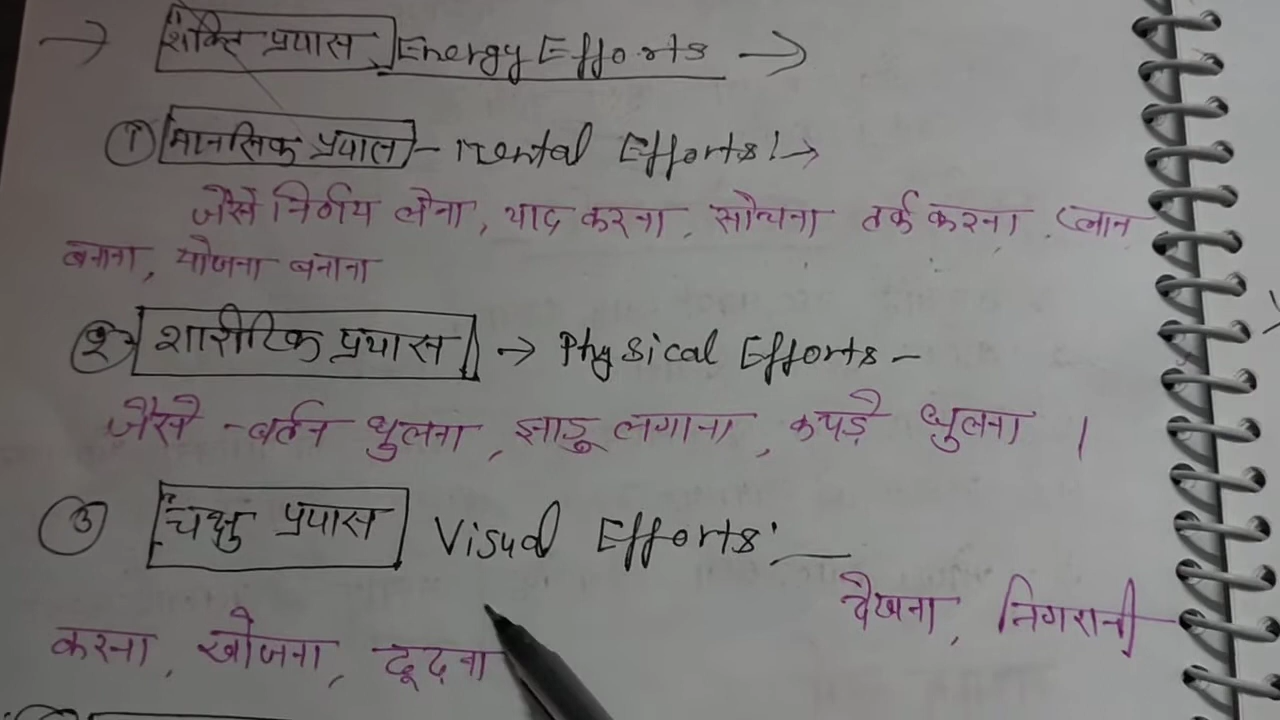 → शक्ति प्रयास Energy Efforts →
① मानसिक प्रयास - Mental Efforts! →
जैसे निर्णय लेना, याद करना, सोचना तर्क करना, प्लान
बनाना, योजना बनाना
② शारीरिक प्रयास → Physical Efforts -
जैसे - बर्तन धुलना, झाडू लगाना, कपड़े धुलना ।
③ चक्षु प्रयास Visual Efforts:—
देखना, निगरानी
करना, खोजना, ढूढना